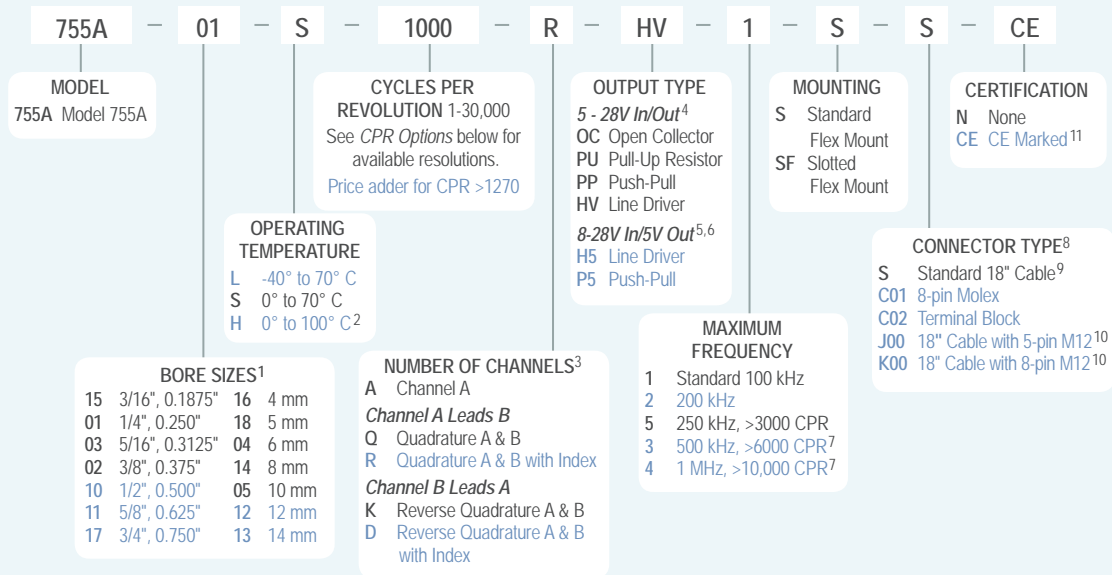 755A – 01 – S – 1000 – R – HV – 1 – S – S – CE
MODEL
755A Model 755A
CYCLES PER
REVOLUTION 1-30,000
See CPR Options below for
available resolutions.
Price adder for CPR >1270
OUTPUT TYPE
5 - 28V In/Out4
OC Open Collector
PU Pull-Up Resistor
PP Push-Pull
HV Line Driver
8-28V In/5V Out5,6
H5 Line Driver
P5 Push-Pull
MOUNTING
S Standard
Flex Mount
SF Slotted
Flex Mount
CERTIFICATION
N None
CE CE Marked11
OPERATING
TEMPERATURE
L -40° to 70° C
S 0° to 70° C
H 0° to 100° C2
CONNECTOR TYPE8
S Standard 18" Cable9
C01 8-pin Molex
C02 Terminal Block
J00 18" Cable with 5-pin M1210
K00 18" Cable with 8-pin M1210
BORE SIZES1
15 3/16", 0.1875" 16 4 mm
01 1/4", 0.250" 18 5 mm
03 5/16", 0.3125" 04 6 mm
02 3/8", 0.375" 14 8 mm
10 1/2", 0.500" 05 10 mm
11 5/8", 0.625" 12 12 mm
17 3/4", 0.750" 13 14 mm
NUMBER OF CHANNELS3
A Channel A
Channel A Leads B
Q Quadrature A & B
R Quadrature A & B with Index
Channel B Leads A
K Reverse Quadrature A & B
D Reverse Quadrature A & B
with Index
MAXIMUM
FREQUENCY
1 Standard 100 kHz
2 200 kHz
5 250 kHz, >3000 CPR
3 500 kHz, >6000 CPR7
4 1 MHz, >10,000 CPR7